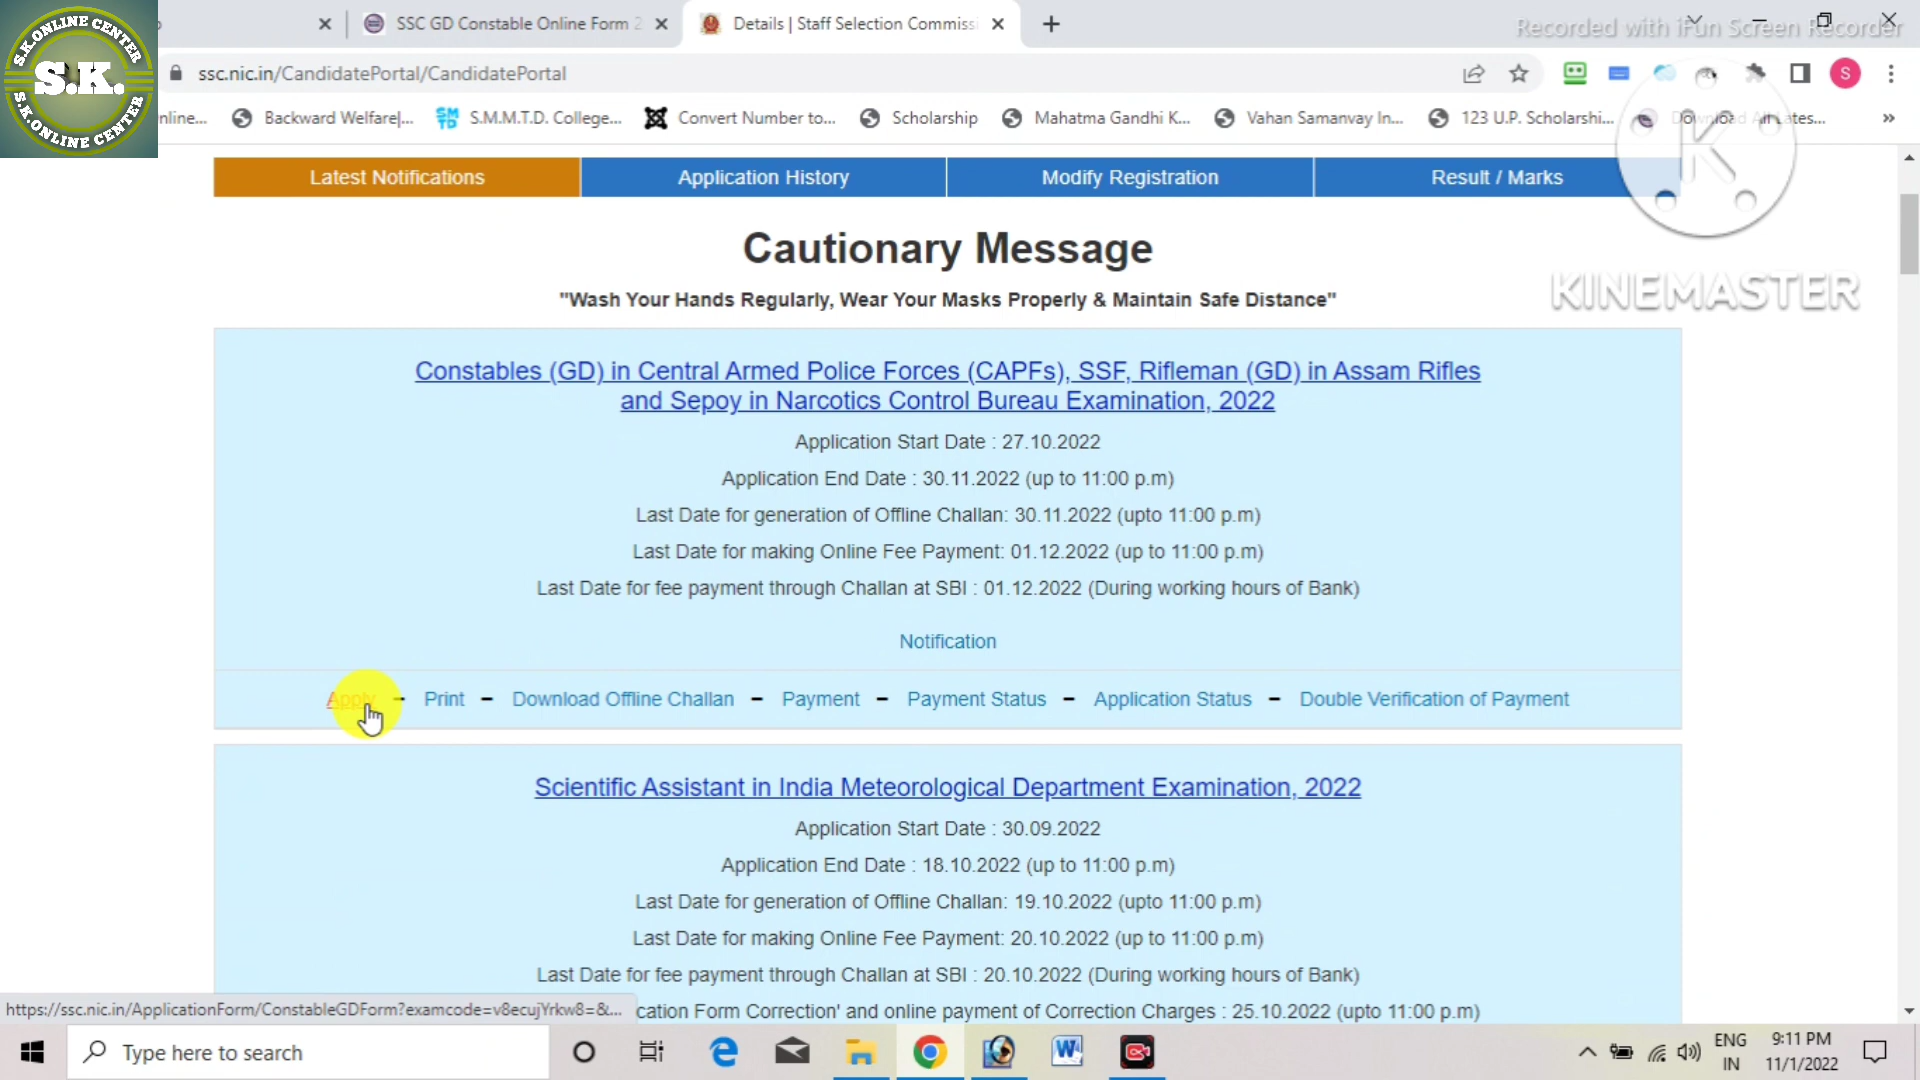 S.K.ONLINE CENTER
S.K.
S.K.ONLINE CENTER
SSC GD Constable Online Form 2
Details | Staff Selection Commiss
Recorded with iFun Screen Recorder
ssc.nic.in/CandidatePortal/CandidatePortal
S
nline...
Backward Welfare|...
S.M.M.T.D. College...
Convert Number to...
Scholarship
Mahatma Gandhi K...
Vahan Samanvay In...
123 U.P. Scholarshi...
Download All Lates...
»
Latest Notifications
Application History
Modify Registration
Result / Marks
K
KINEMASTER
Cautionary Message
"Wash Your Hands Regularly, Wear Your Masks Properly & Maintain Safe Distance"
Constables (GD) in Central Armed Police Forces (CAPFs), SSF, Rifleman (GD) in Assam Rifles
and Sepoy in Narcotics Control Bureau Examination, 2022
Application Start Date : 27.10.2022
Application End Date : 30.11.2022 (up to 11:00 p.m)
Last Date for generation of Offline Challan: 30.11.2022 (upto 11:00 p.m)
Last Date for making Online Fee Payment: 01.12.2022 (up to 11:00 p.m)
Last Date for fee payment through Challan at SBI : 01.12.2022 (During working hours of Bank)
Notification
Apply - Print - Download Offline Challan - Payment - Payment Status - Application Status - Double Verification of Payment
Scientific Assistant in India Meteorological Department Examination, 2022
Application Start Date : 30.09.2022
Application End Date : 18.10.2022 (up to 11:00 p.m)
Last Date for generation of Offline Challan: 19.10.2022 (upto 11:00 p.m)
Last Date for making Online Fee Payment: 20.10.2022 (up to 11:00 p.m)
Last Date for fee payment through Challan at SBI : 20.10.2022 (During working hours of Bank)
https://ssc.nic.in/ApplicationForm/ConstableGDForm?examcode=v8ecujYrkw8=&...
cation Form Correction' and online payment of Correction Charges : 25.10.2022 (upto 11:00 p.m)
Type here to search
ENG
IN
9:11 PM
11/1/2022